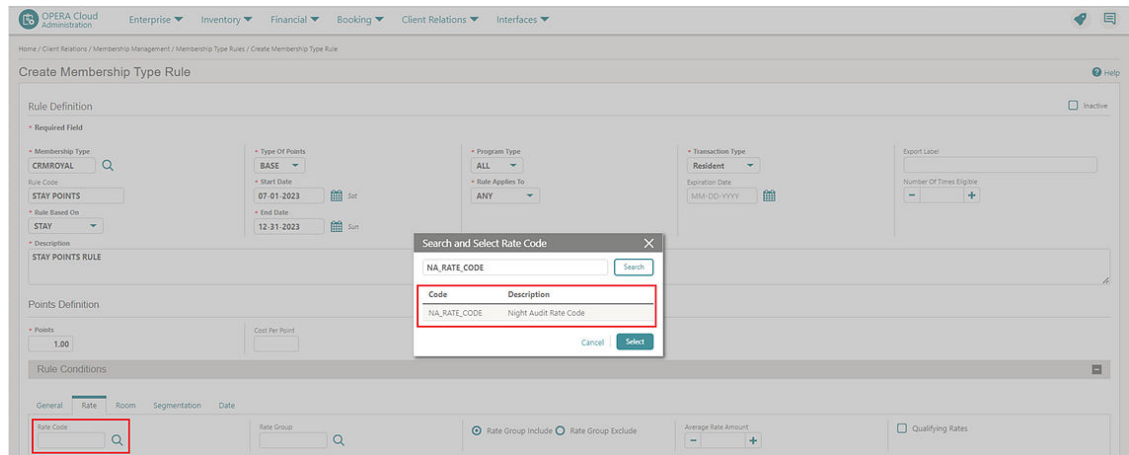 OPERA Cloud
Administration
Enterprise Inventory Financial Booking Client Relations Interfaces
Home / Client Relations / Membership Management / Membership Type Rules / Create Membership Type Rule
Create Membership Type Rule
Help
Rule Definition
Inactive
* Required Field
* Membership Type * Type Of Points * Program Type * Transaction Type Export Label
CRMROYAL BASE ALL Resident
Rule Code * Start Date * Rule Applies To Expiration Date Number Of Times Eligible
STAY POINTS 07-01-2023 Sat ANY MM-DD-YYYY
* Rule Based On * End Date
STAY 12-31-2023 Sun
* Description
STAY POINTS RULE
Search and Select Rate Code
NA_RATE_CODE Search
Code Description
NA_RATE_CODE Night Audit Rate Code
Cancel Select
Points Definition
* Points Cost Per Point
1.00
Rule Conditions
General Rate Room Segmentation Date
Rate Code Rate Group Rate Group Include Rate Group Exclude Average Rate Amount Qualifying Rates